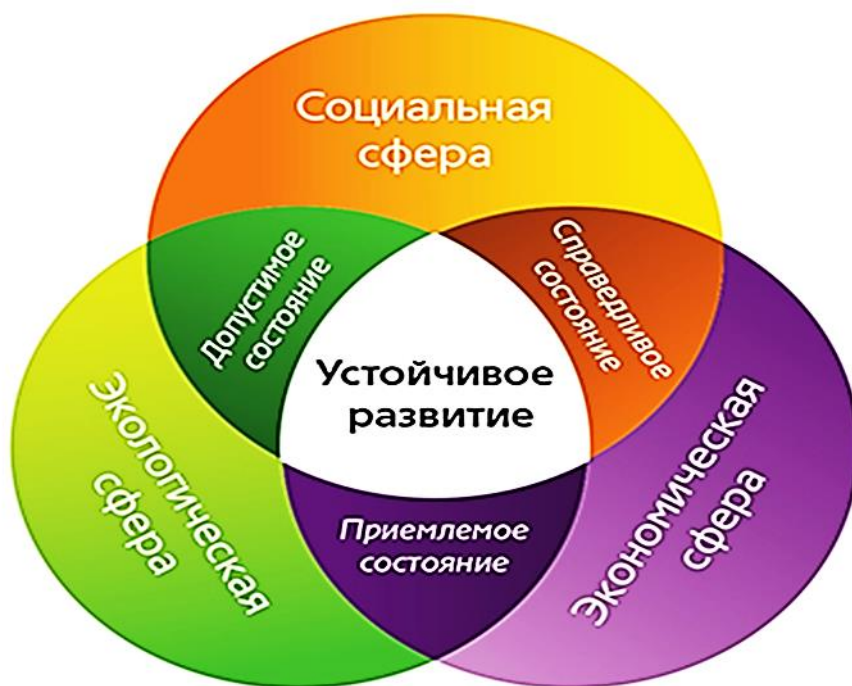 Социальная
сфера
Допустимое
состояние
Справедливое
состояние
Устойчивое
развитие
Экологическая
сфера
Приемлемое
состояние
Экономическая
сфера